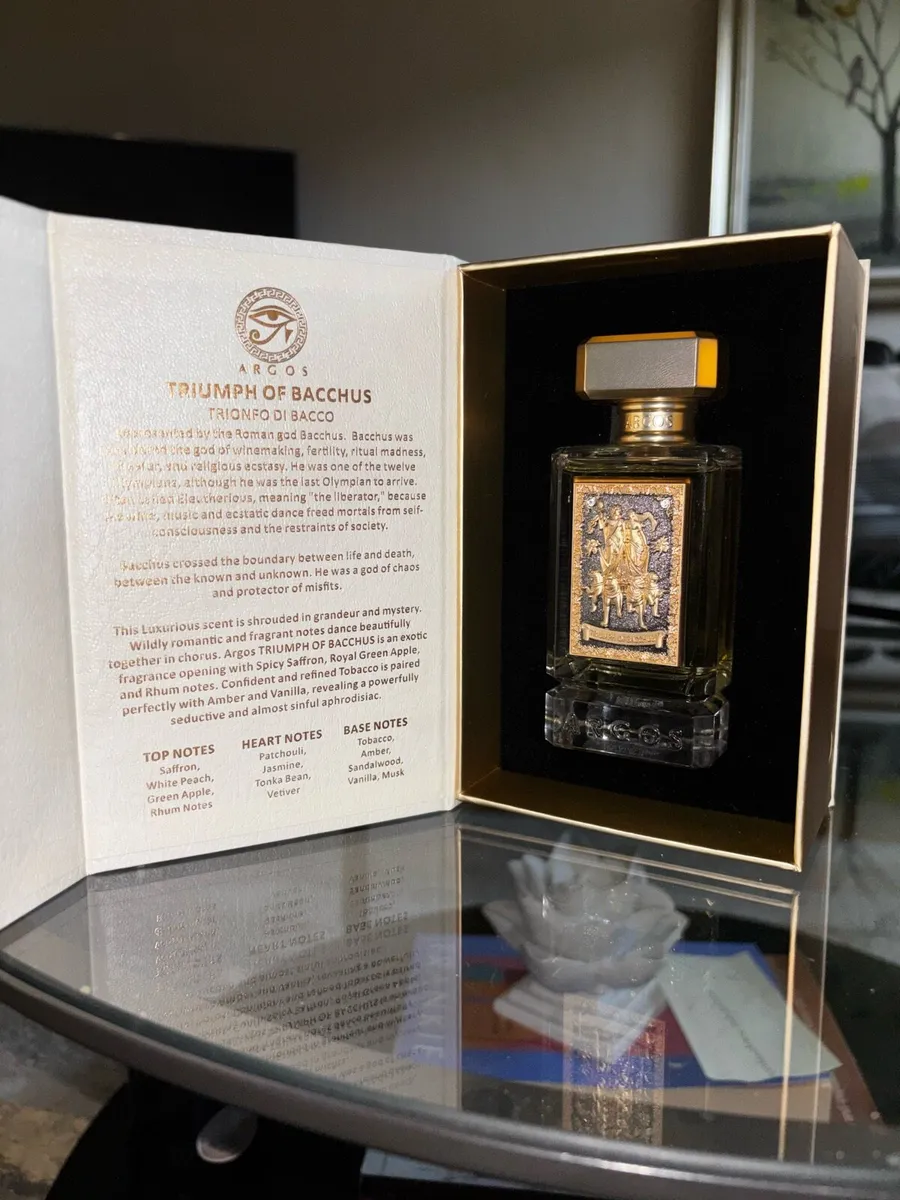 ARGOS
TRIUMPH OF BACCHUS
TRIONFO DI BACCO
represented by the Roman god Bacchus. Bacchus was
the god of winemaking, fertility, ritual madness,
and religious ecstasy. He was one of the twelve
Olympians, although he was the last Olympian to arrive.
Eleutherious, meaning "the liberator," because
wine, music and ecstatic dance freed mortals from self-
consciousness and the restraints of society.
Bacchus crossed the boundary between life and death,
between the known and unknown. He was a god of chaos
and protector of misfits.
This Luxurious scent is shrouded in grandeur and mystery.
Wildly romantic and fragrant notes dance beautifully
together in chorus. Argos TRIUMPH OF BACCHUS is an exotic
fragrance opening with Spicy Saffron, Royal Green Apple,
and Rhum notes. Confident and refined Tobacco is paired
perfectly with Amber and Vanilla, revealing a powerfully
seductive and almost sinful aphrodisiac.
TOP NOTES
Saffron,
White Peach,
Green Apple,
Rhum Notes
HEART NOTES
Patchouli,
Jasmine,
Tonka Bean,
Vetiver
BASE NOTES
Tobacco,
Amber,
Sandalwood,
Vanilla, Musk
ARGOS
ARGOS